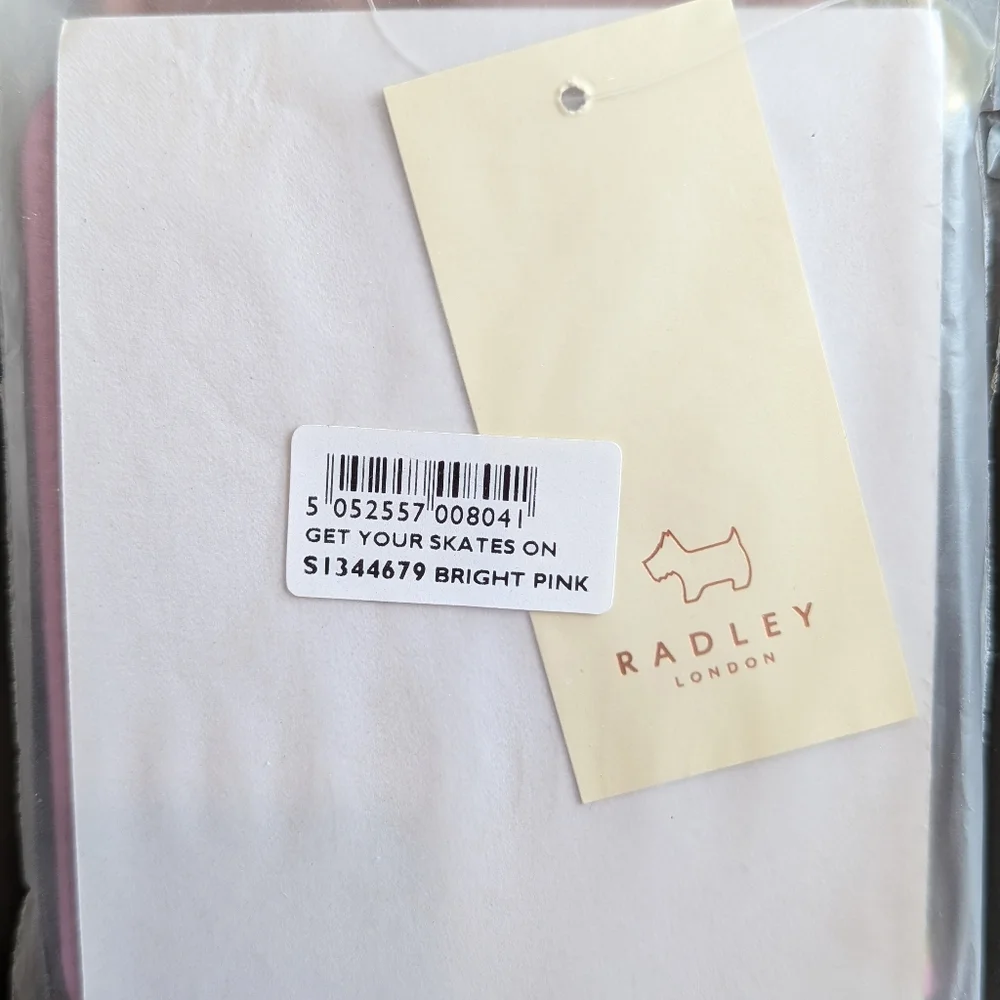 5 052557 008041
GET YOUR SKATES ON
S1344679 BRIGHT PINK
RADLEY
LONDON